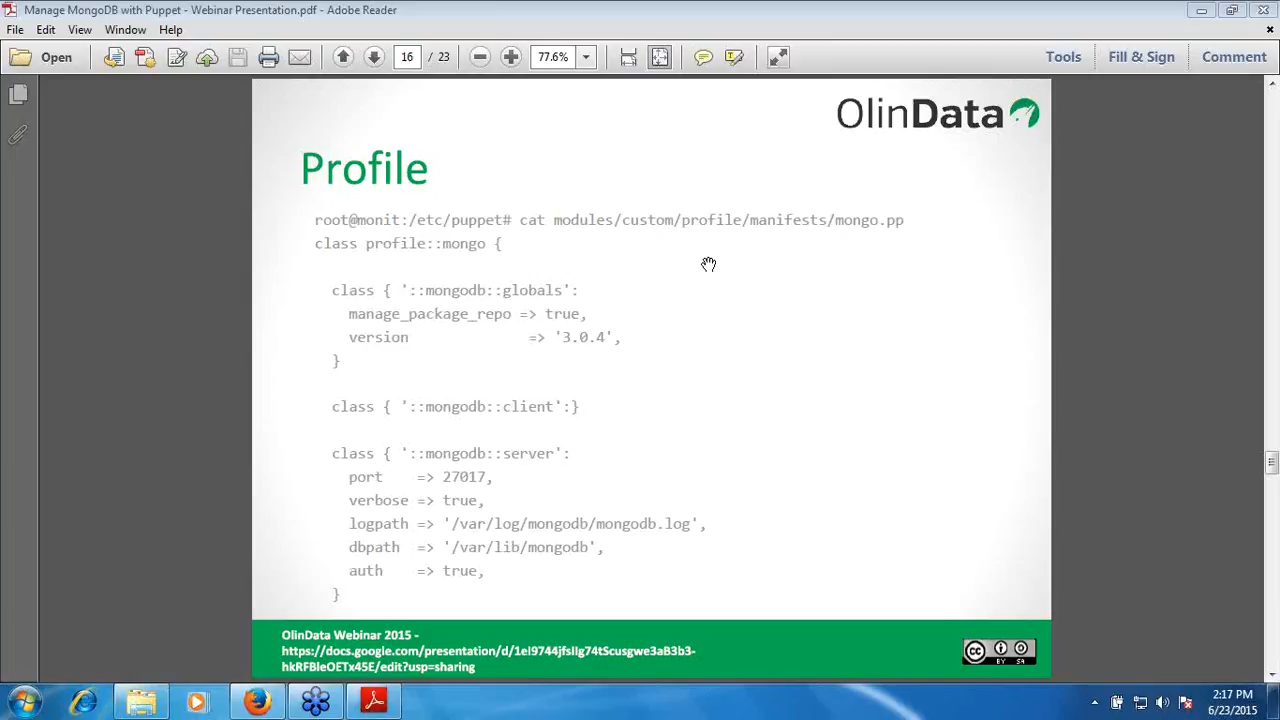 Manage MongoDB with Puppet - Webinar Presentation.pdf - Adobe Reader
File Edit View Window Help
Open 16 / 23 77.6% Tools Fill & Sign Comment
OlinData
Profile
root@monit:/etc/puppet# cat modules/custom/profile/manifests/mongo.pp
class profile::mongo {
class { '::mongodb::globals':
manage_package_repo => true,
version => '3.0.4',
}
class { '::mongodb::client':}
class { '::mongodb::server':
port => 27017,
verbose => true,
logpath => '/var/log/mongodb/mongodb.log',
dbpath => '/var/lib/mongodb',
auth => true,
}
OlinData Webinar 2015 -
https://docs.google.com/presentation/d/1eI9744jfsIIg74tScusgwe3aB3b3-
hkRFBIeOETx45E/edit?usp=sharing
cc BY SA
2:17 PM
6/23/2015